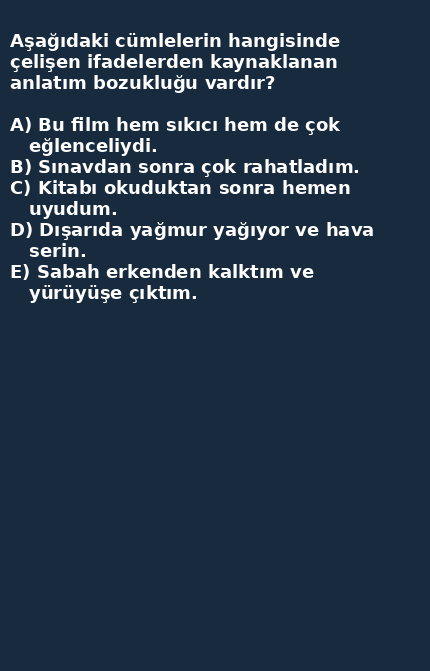 Aşağıdaki cümlelerin hangisinde
çelişen ifadelerden kaynaklanan
anlatım bozukluğu vardır?
A) Bu film hem sıkıcı hem de çok
eğlenceliydi.
B) Sınavdan sonra çok rahatladım.
C) Kitabı okuduktan sonra hemen
uyudum.
D) Dışarıda yağmur yağıyor ve hava
serin.
E) Sabah erkenden kalktım ve
yürüyüşe çıktım.